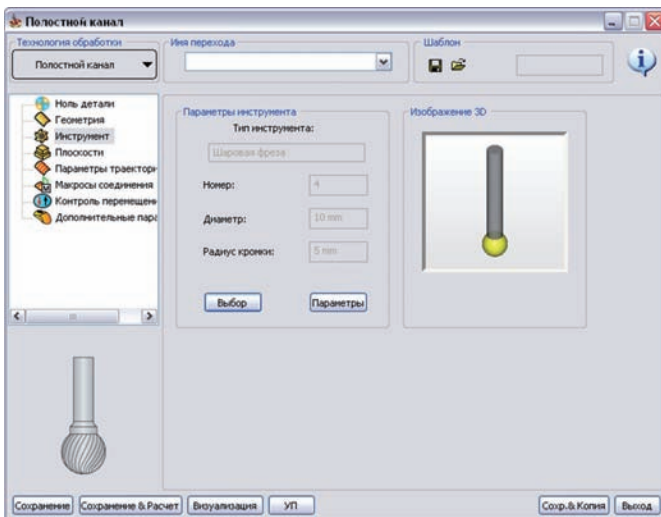 Полостной канал
Технология обработки
Полостной канал
Имя перехода
Шаблон
Ноль детали
Геометрия
Инструмент
Плоскости
Параметры траектори
Макросы соединения
Контроль перемещени
Дополнительные пара
Параметры инструмента
Тип инструмента:
Шаровая фреза
Номер: 4
Диаметр: 10 mm
Радиус кромки: 5 mm
Выбор Параметры
Изображение 3D
Сохранение Сохранение & Расчет Визуализация УП Сохр.& Копия Выход